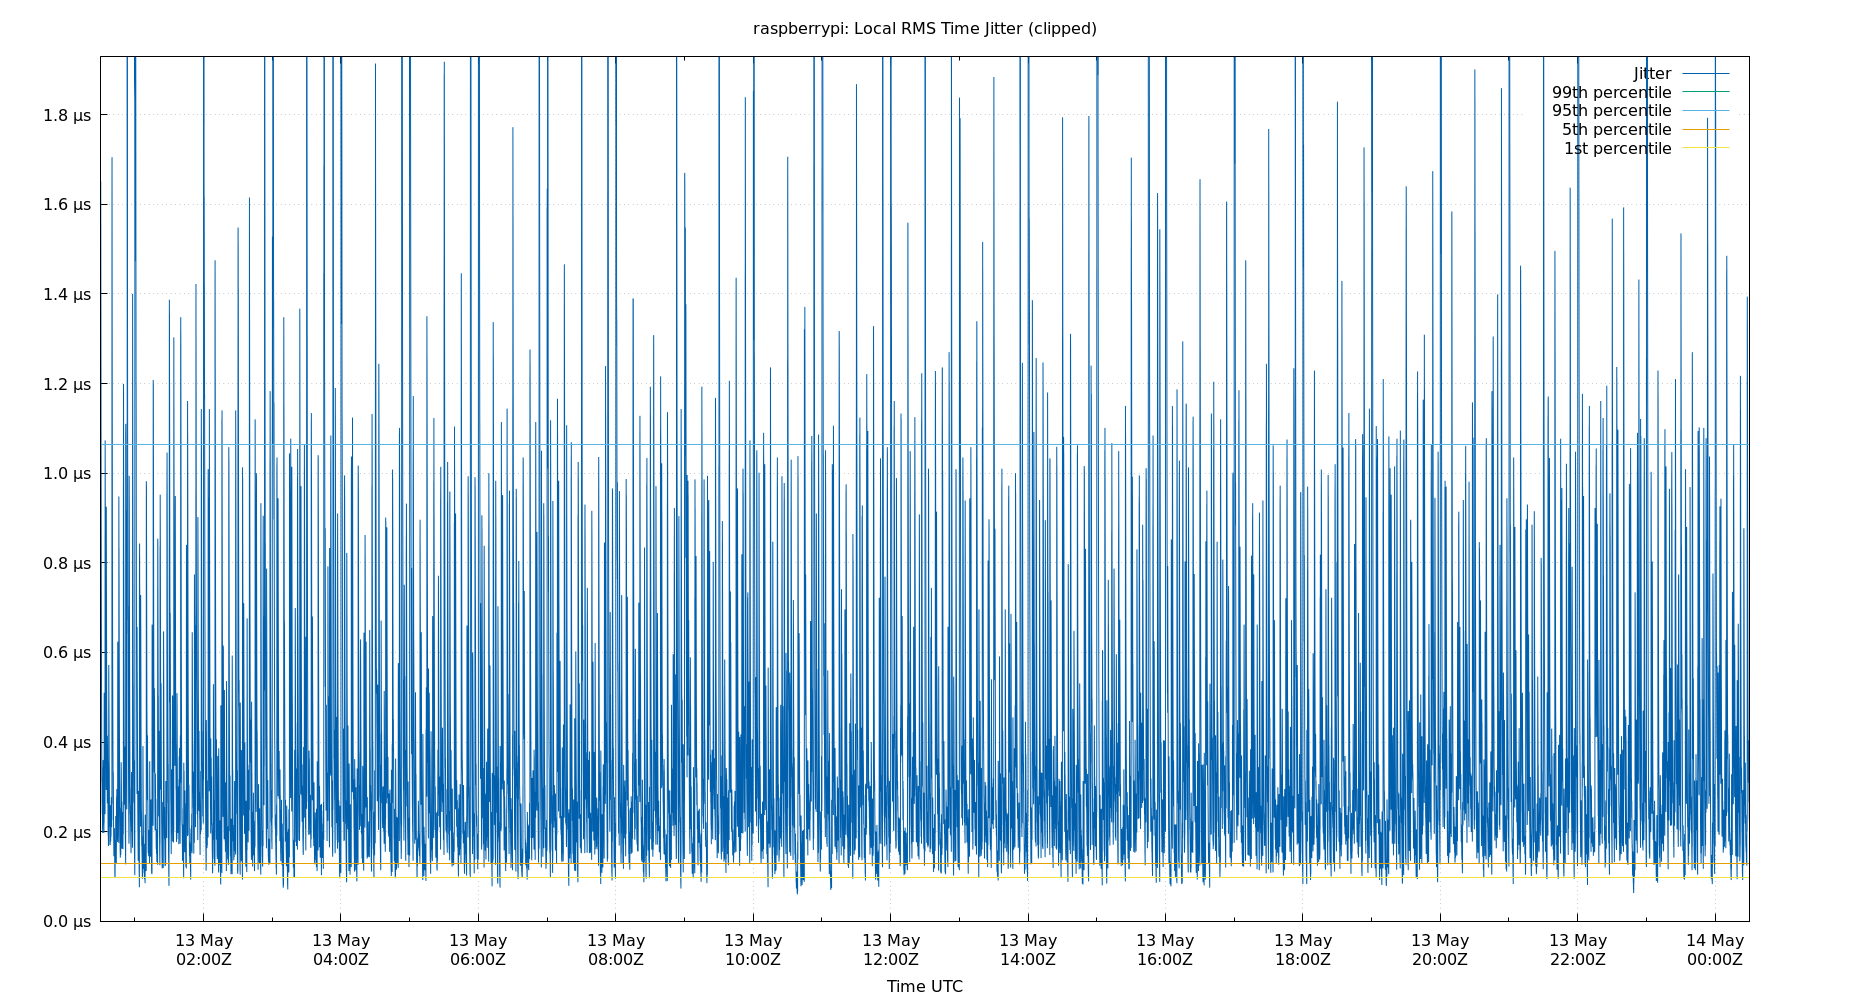 raspberrypi: Local RMS Time Jitter (clipped)
Jitter
99th percentile
95th percentile
5th percentile
1st percentile
1.8 µs
1.6 µs
1.4 µs
1.2 µs
1.0 µs
0.8 µs
0.6 µs
0.4 µs
0.2 µs
0.0 µs
13 May 13 May 13 May 13 May 13 May 13 May 13 May 13 May 13 May 13 May 13 May 14 May
02:00Z 04:00Z 06:00Z 08:00Z 10:00Z 12:00Z 14:00Z 16:00Z 18:00Z 20:00Z 22:00Z 00:00Z
Time UTC